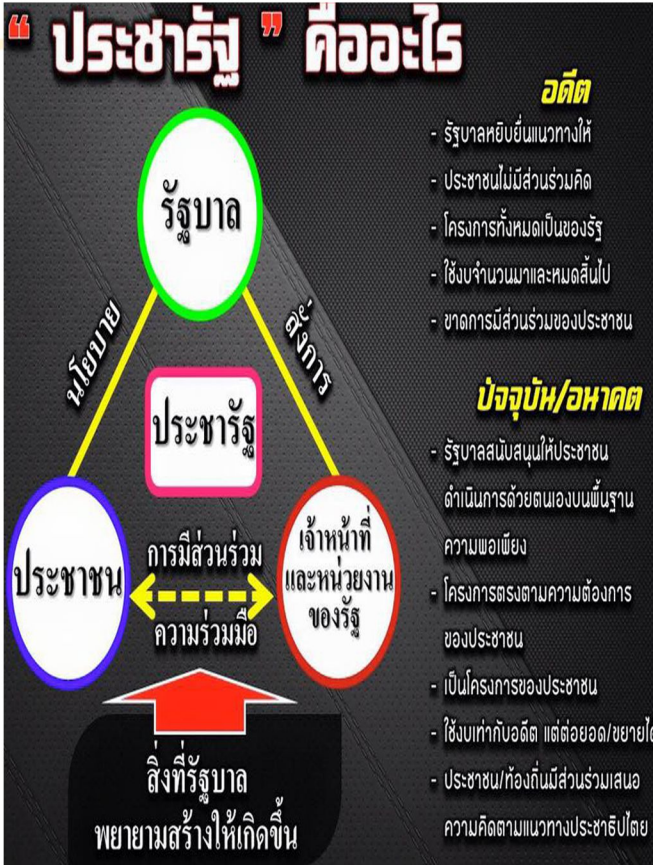 “ ประชารัฐ ” คืออะไร
รัฐบาล
นโยบาย
สั่งการ
ประชารัฐ
ประชาชน
การมีส่วนร่วม
ความร่วมมือ
เจ้าหน้าที่
และหน่วยงาน
ของรัฐ
สิ่งที่รัฐบาล
พยายามสร้างให้เกิดขึ้น
อดีต
- รัฐบาลหยิบยื่นแนวทางให้
- ประชาชนไม่มีส่วนร่วมคิด
- โครงการทั้งหมดเป็นของรัฐ
- ใช้งบจำนวนมาและหมดสิ้นไป
- ขาดการมีส่วนร่วมของประชาชน
ปัจจุบัน/อนาคต
- รัฐบาลสนับสนุนให้ประชาชน
ดำเนินการด้วยตนเองบนพื้นฐาน
ความพอเพียง
- โครงการตรงตามความต้องการ
ของประชาชน
- เป็นโครงการของประชาชน
- ใช้งบเท่ากับอดีต แต่ต่อยอด/ขยายได้
- ประชาชน/ท้องถิ่นมีส่วนร่วมเสนอ
ความคิดตามแนวทางประชาธิปไตย